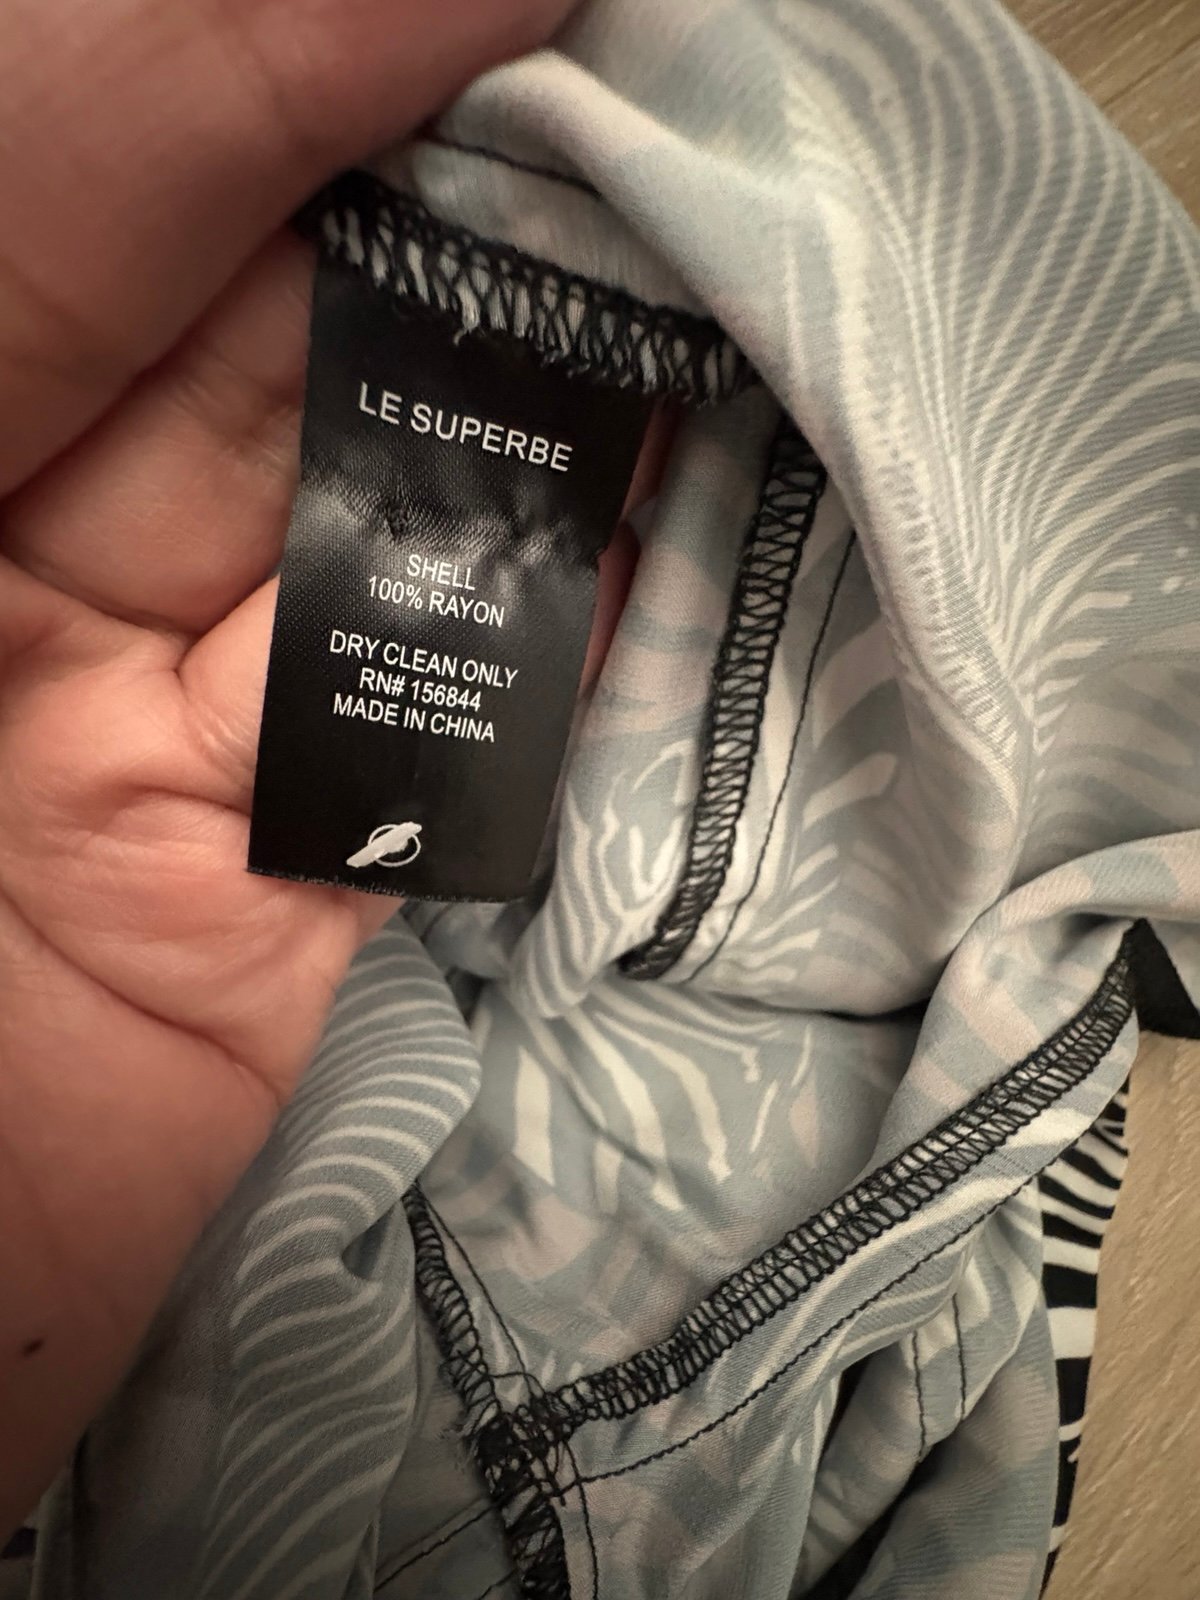 LE SUPERBE
SHELL
100% RAYON
DRY CLEAN ONLY
RN# 156844
MADE IN CHINA